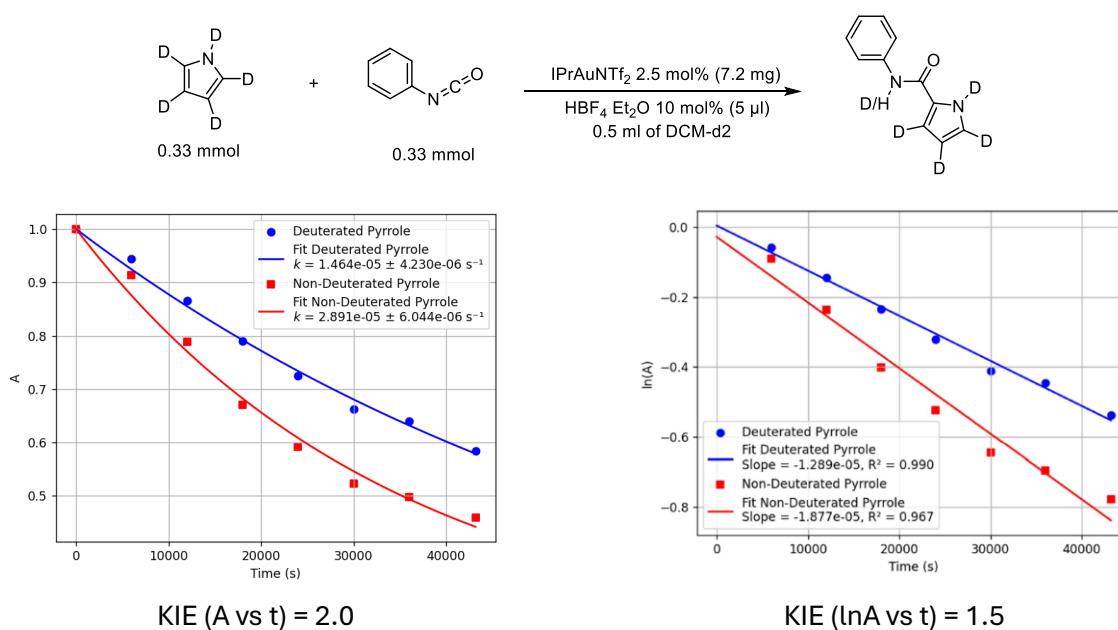 D
D
N
D
D
D
0.33 mmol
+
N
C
O
0.33 mmol
IPrAuNTf2 2.5 mol% (7.2 mg)
HBF4 Et2O 10 mol% (5 µl)
0.5 ml of DCM-d2
O
N
D/H
D
N
D
D
D
1.0
0.9
0.8
0.7
0.6
0.5
A
0
10000
20000
30000
40000
Time (s)
Deuterated Pyrrole
Fit Deuterated Pyrrole
k = 1.464e-05 ± 4.230e-06 s⁻¹
Non-Deuterated Pyrrole
Fit Non-Deuterated Pyrrole
k = 2.891e-05 ± 6.044e-06 s⁻¹
KIE (A vs t) = 2.0
0.0
−0.2
−0.4
−0.6
−0.8
ln(A)
0
10000
20000
30000
40000
Time (s)
Deuterated Pyrrole
Fit Deuterated Pyrrole
Slope = -1.289e-05, R² = 0.990
Non-Deuterated Pyrrole
Fit Non-Deuterated Pyrrole
Slope = -1.877e-05, R² = 0.967
KIE (lnA vs t) = 1.5